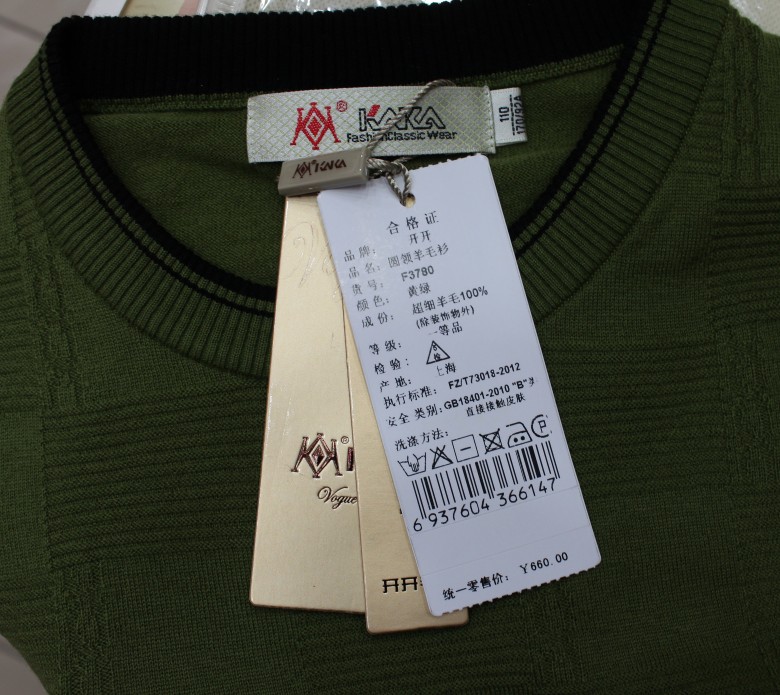 KAKA
FashionClassic Wear
110
170/92A
KAKA
合格证
品牌: 开开
品名: 圆领羊毛衫
货号: F3780
颜色: 黄绿
成份: 超细羊毛100%
(除装饰物外)
等级: 一等品
检验:
产地: 上海
执行标准: FZ/T73018-2012
安全 类别: GB18401-2010 "B"
直接接触皮肤
洗涤方法:
P
6 937604 366147
统一零售价: ￥660.00
Vogue
开开